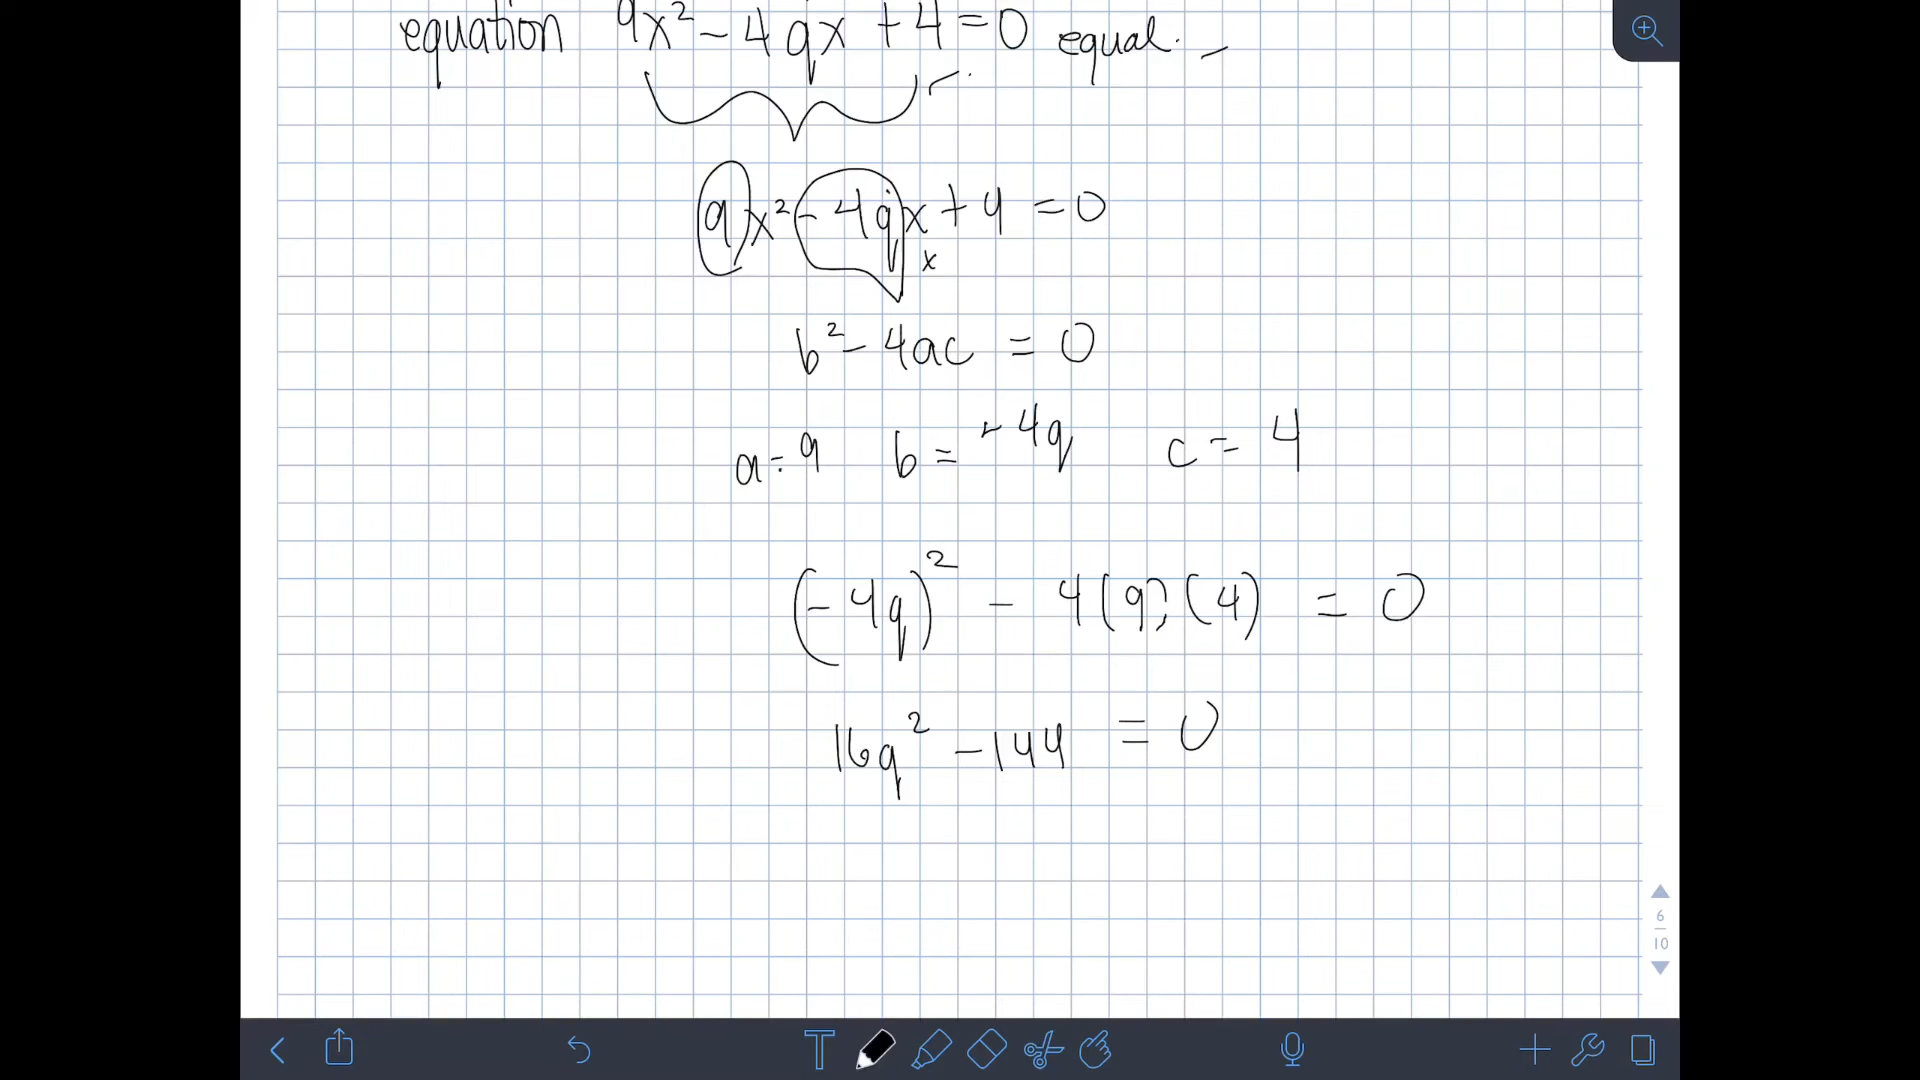 equation 9x² - 4qx + 4 = 0 equal.
9x² - 4qx + 4 = 0
x
b² - 4ac = 0
a = 9 b = -4q c = 4
(-4q)² - 4(9)(4) = 0
16q² - 144 = 0
6
10
T